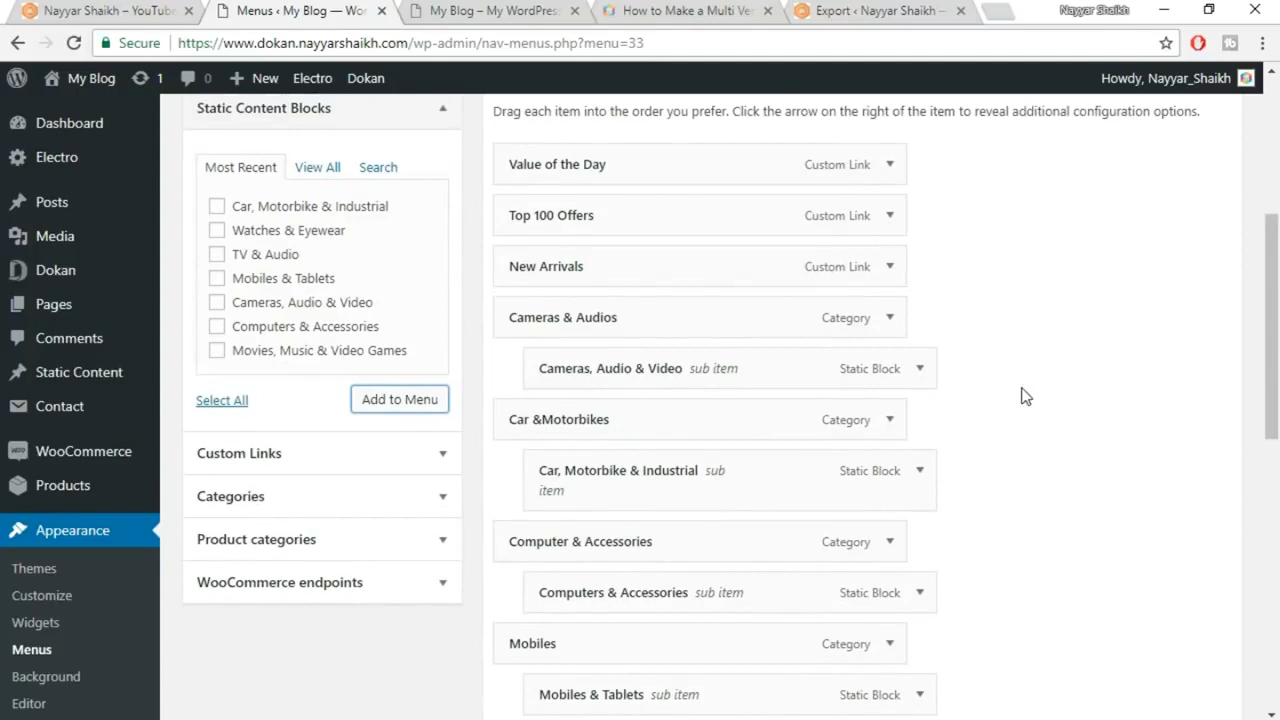 Nayyar Shaikh – YouTube
Menus ‹ My Blog — Wor
My Blog – My WordPres
How to Make a Multi Ve
Export ‹ Nayyar Shaikh —
Nayyar Shaikh
Secure
https://www.dokan.nayyarshaikh.com/wp-admin/nav-menus.php?menu=33
My Blog
1
0
New
Electro
Dokan
Howdy, Nayyar_Shaikh
Dashboard
Electro
Posts
Media
Dokan
Pages
Comments
Static Content
Contact
WooCommerce
Products
Appearance
Themes
Customize
Widgets
Menus
Background
Editor
Static Content Blocks
Most Recent
View All
Search
Car, Motorbike & Industrial
Watches & Eyewear
TV & Audio
Mobiles & Tablets
Cameras, Audio & Video
Computers & Accessories
Movies, Music & Video Games
Select All
Add to Menu
Custom Links
Categories
Product categories
WooCommerce endpoints
Drag each item into the order you prefer. Click the arrow on the right of the item to reveal additional configuration options.
Value of the Day Custom Link
Top 100 Offers Custom Link
New Arrivals Custom Link
Cameras & Audios Category
Cameras, Audio & Video sub item Static Block
Car &Motorbikes Category
Car, Motorbike & Industrial sub Static Block
item
Computer & Accessories Category
Computers & Accessories sub item Static Block
Mobiles Category
Mobiles & Tablets sub item Static Block